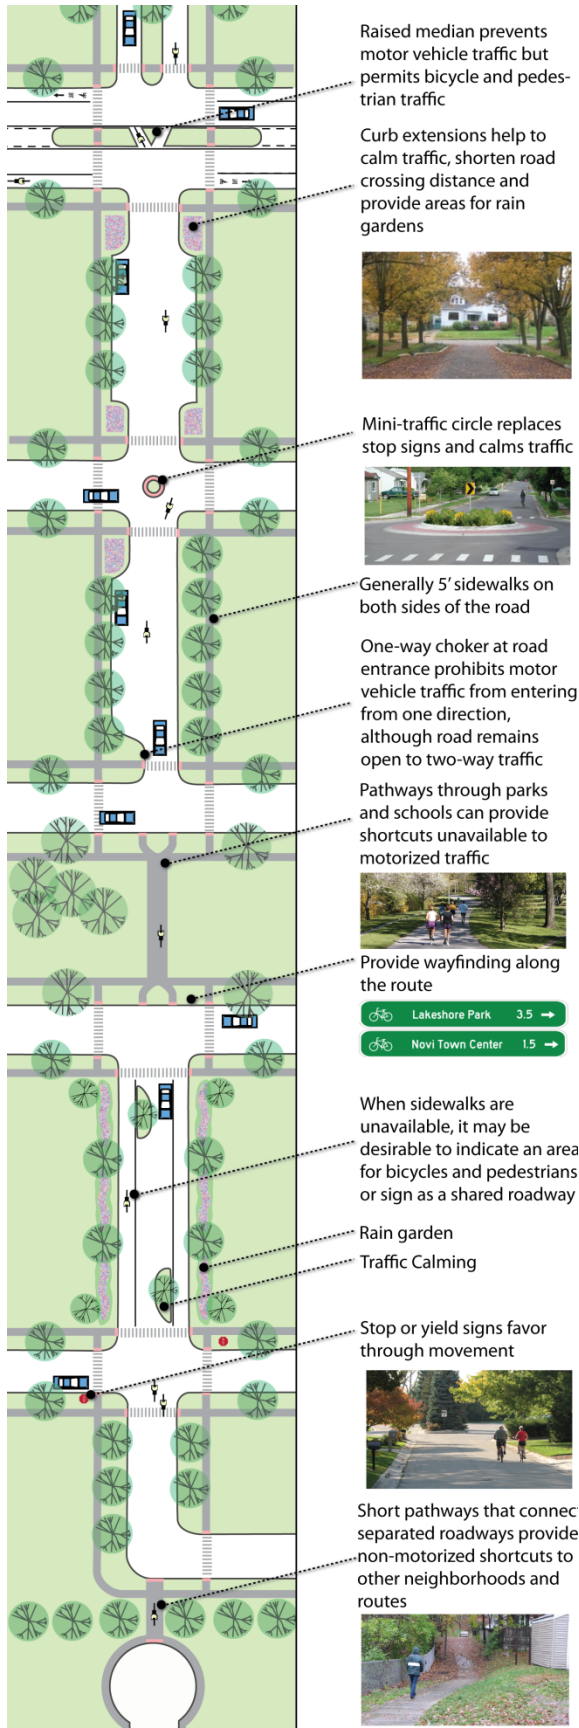 Raised median prevents
motor vehicle traffic but
permits bicycle and pedes-
trian traffic
Curb extensions help to
calm traffic, shorten road
crossing distance and
provide areas for rain
gardens
Mini-traffic circle replaces
stop signs and calms traffic
Generally 5' sidewalks on
both sides of the road
One-way choker at road
entrance prohibits motor
vehicle traffic from entering
from one direction,
although road remains
open to two-way traffic
Pathways through parks
and schools can provide
shortcuts unavailable to
motorized traffic
Provide wayfinding along
the route
Lakeshore Park 3.5
Novi Town Center 1.5
When sidewalks are
unavailable, it may be
desirable to indicate an area
for bicycles and pedestrians
or sign as a shared roadway
Rain garden
Traffic Calming
Stop or yield signs favor
through movement
Short pathways that connect
separated roadways provide
non-motorized shortcuts to
other neighborhoods and
routes